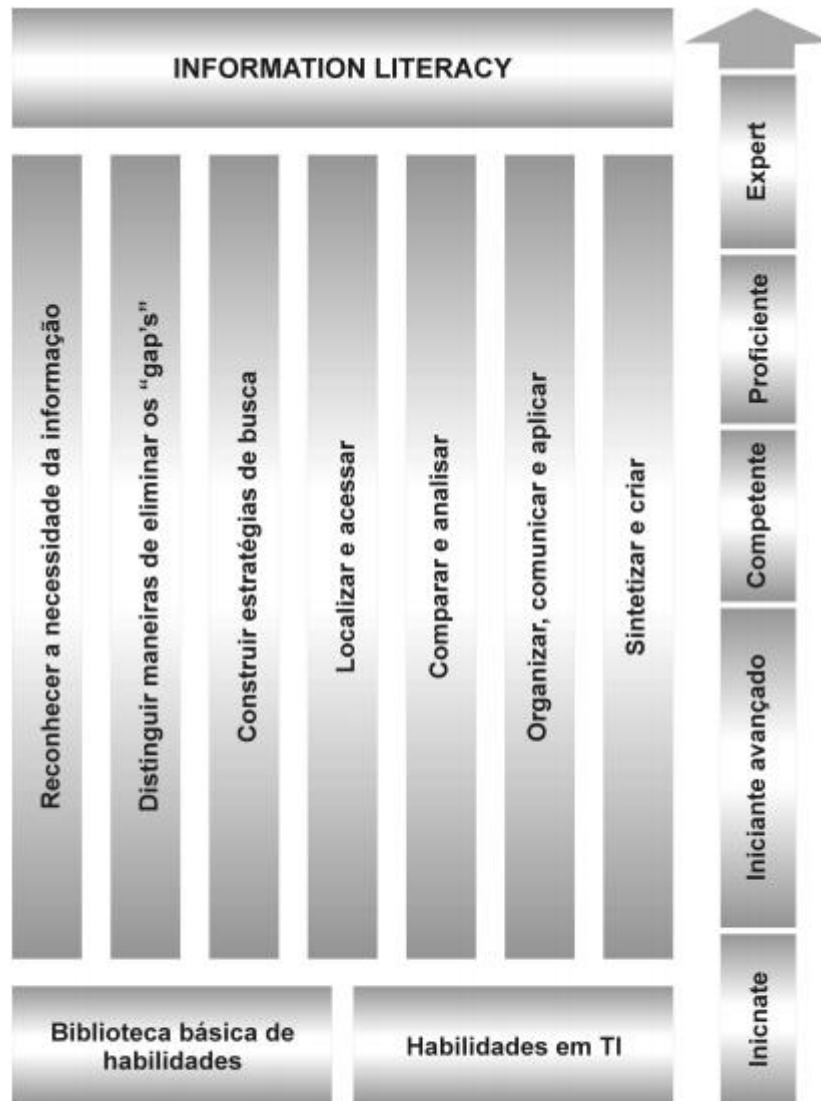 INFORMATION LITERACY
Reconhecer a necessidade da informação
Distinguir maneiras de eliminar os “gap’s”
Construir estratégias de busca
Localizar e acessar
Comparar e analisar
Organizar, comunicar e aplicar
Sintetizar e criar
Biblioteca básica de
habilidades
Habilidades em TI
Expert
Proficiente
Competente
Iniciante avançado
Inicnate